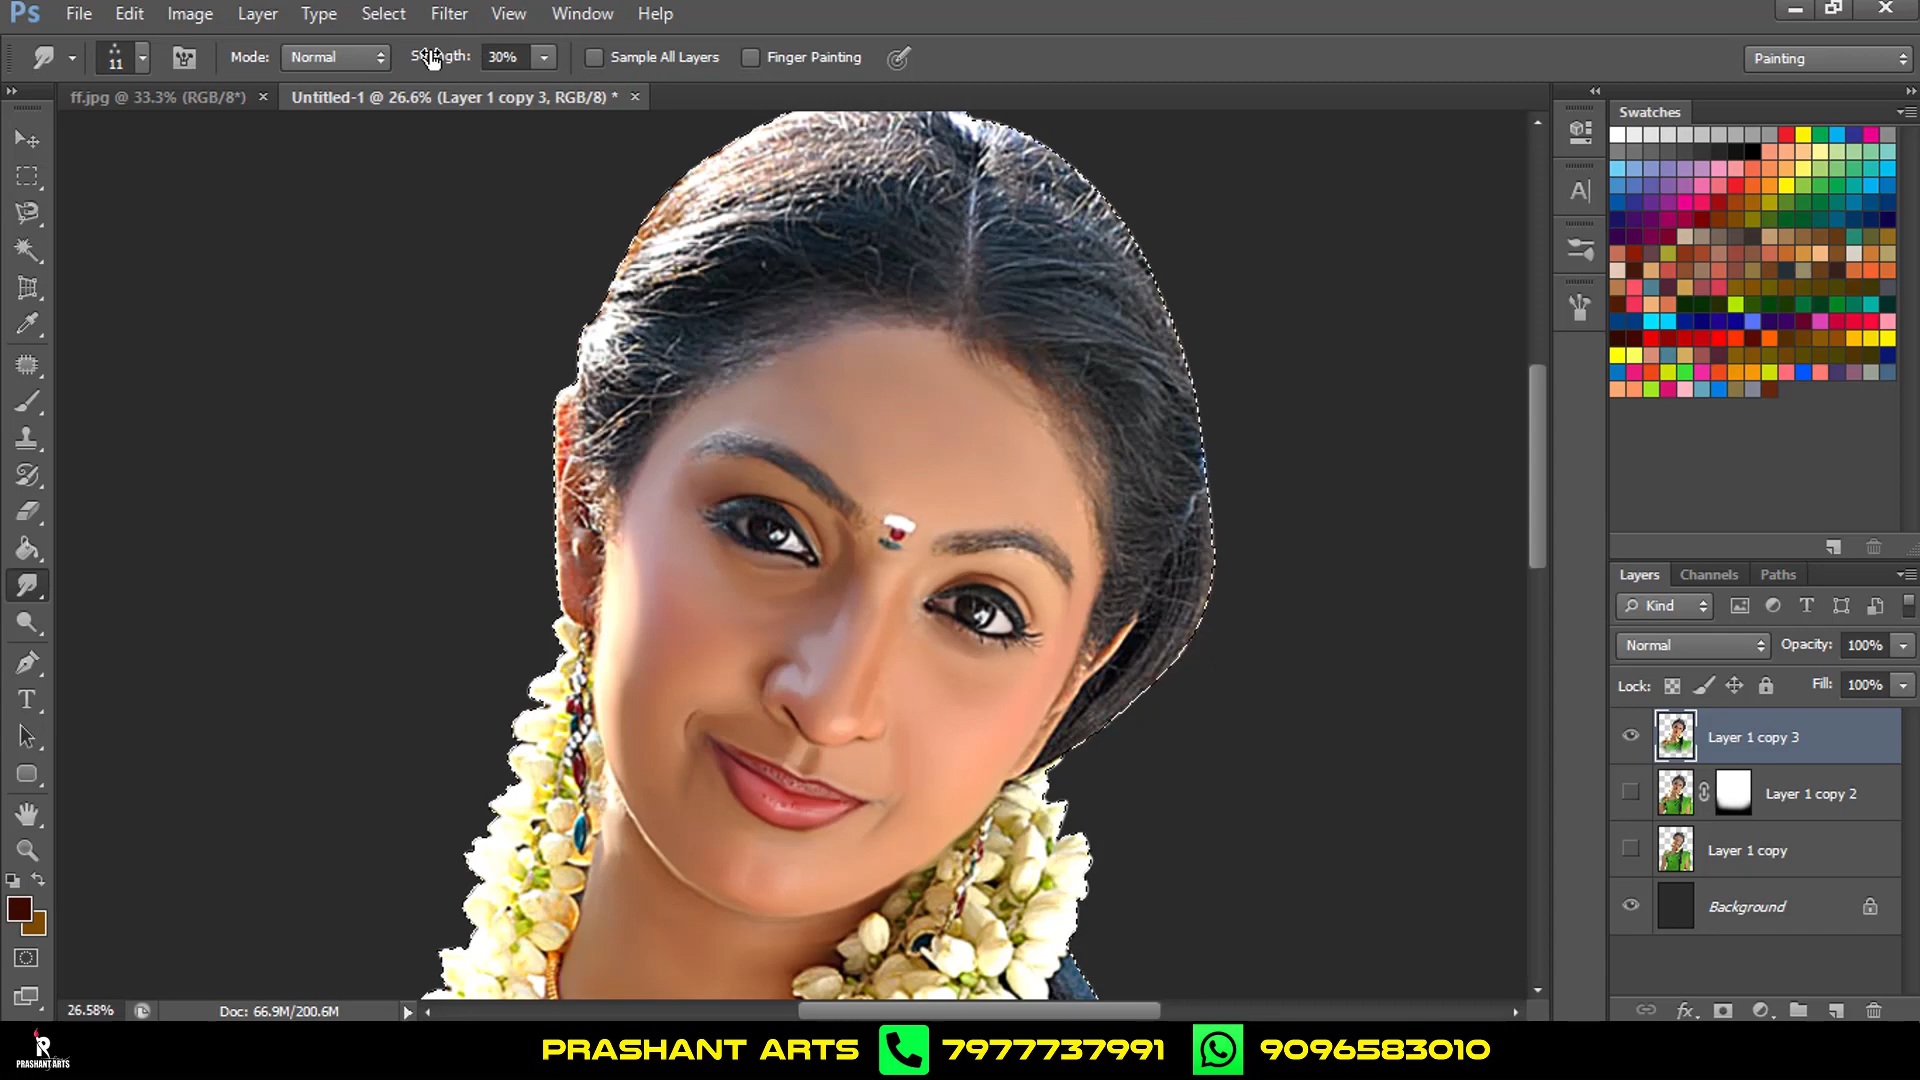 Ps File Edit Image Layer Type Select Filter View Window Help
11 Mode: Normal Strength: 30% Sample All Layers Finger Painting Painting
ff.jpg @ 33.3% (RGB/8*) × Untitled-1 @ 26.6% (Layer 1 copy 3, RGB/8) * ×
Swatches
Layers Channels Paths
Kind
Normal Opacity: 100%
Lock: Fill: 100%
Layer 1 copy 3
Layer 1 copy 2
Layer 1 copy
Background
26.58% Doc: 66.9M/200.6M
PRASHANT ARTS
PRASHANT ARTS 7977737991 9096583010